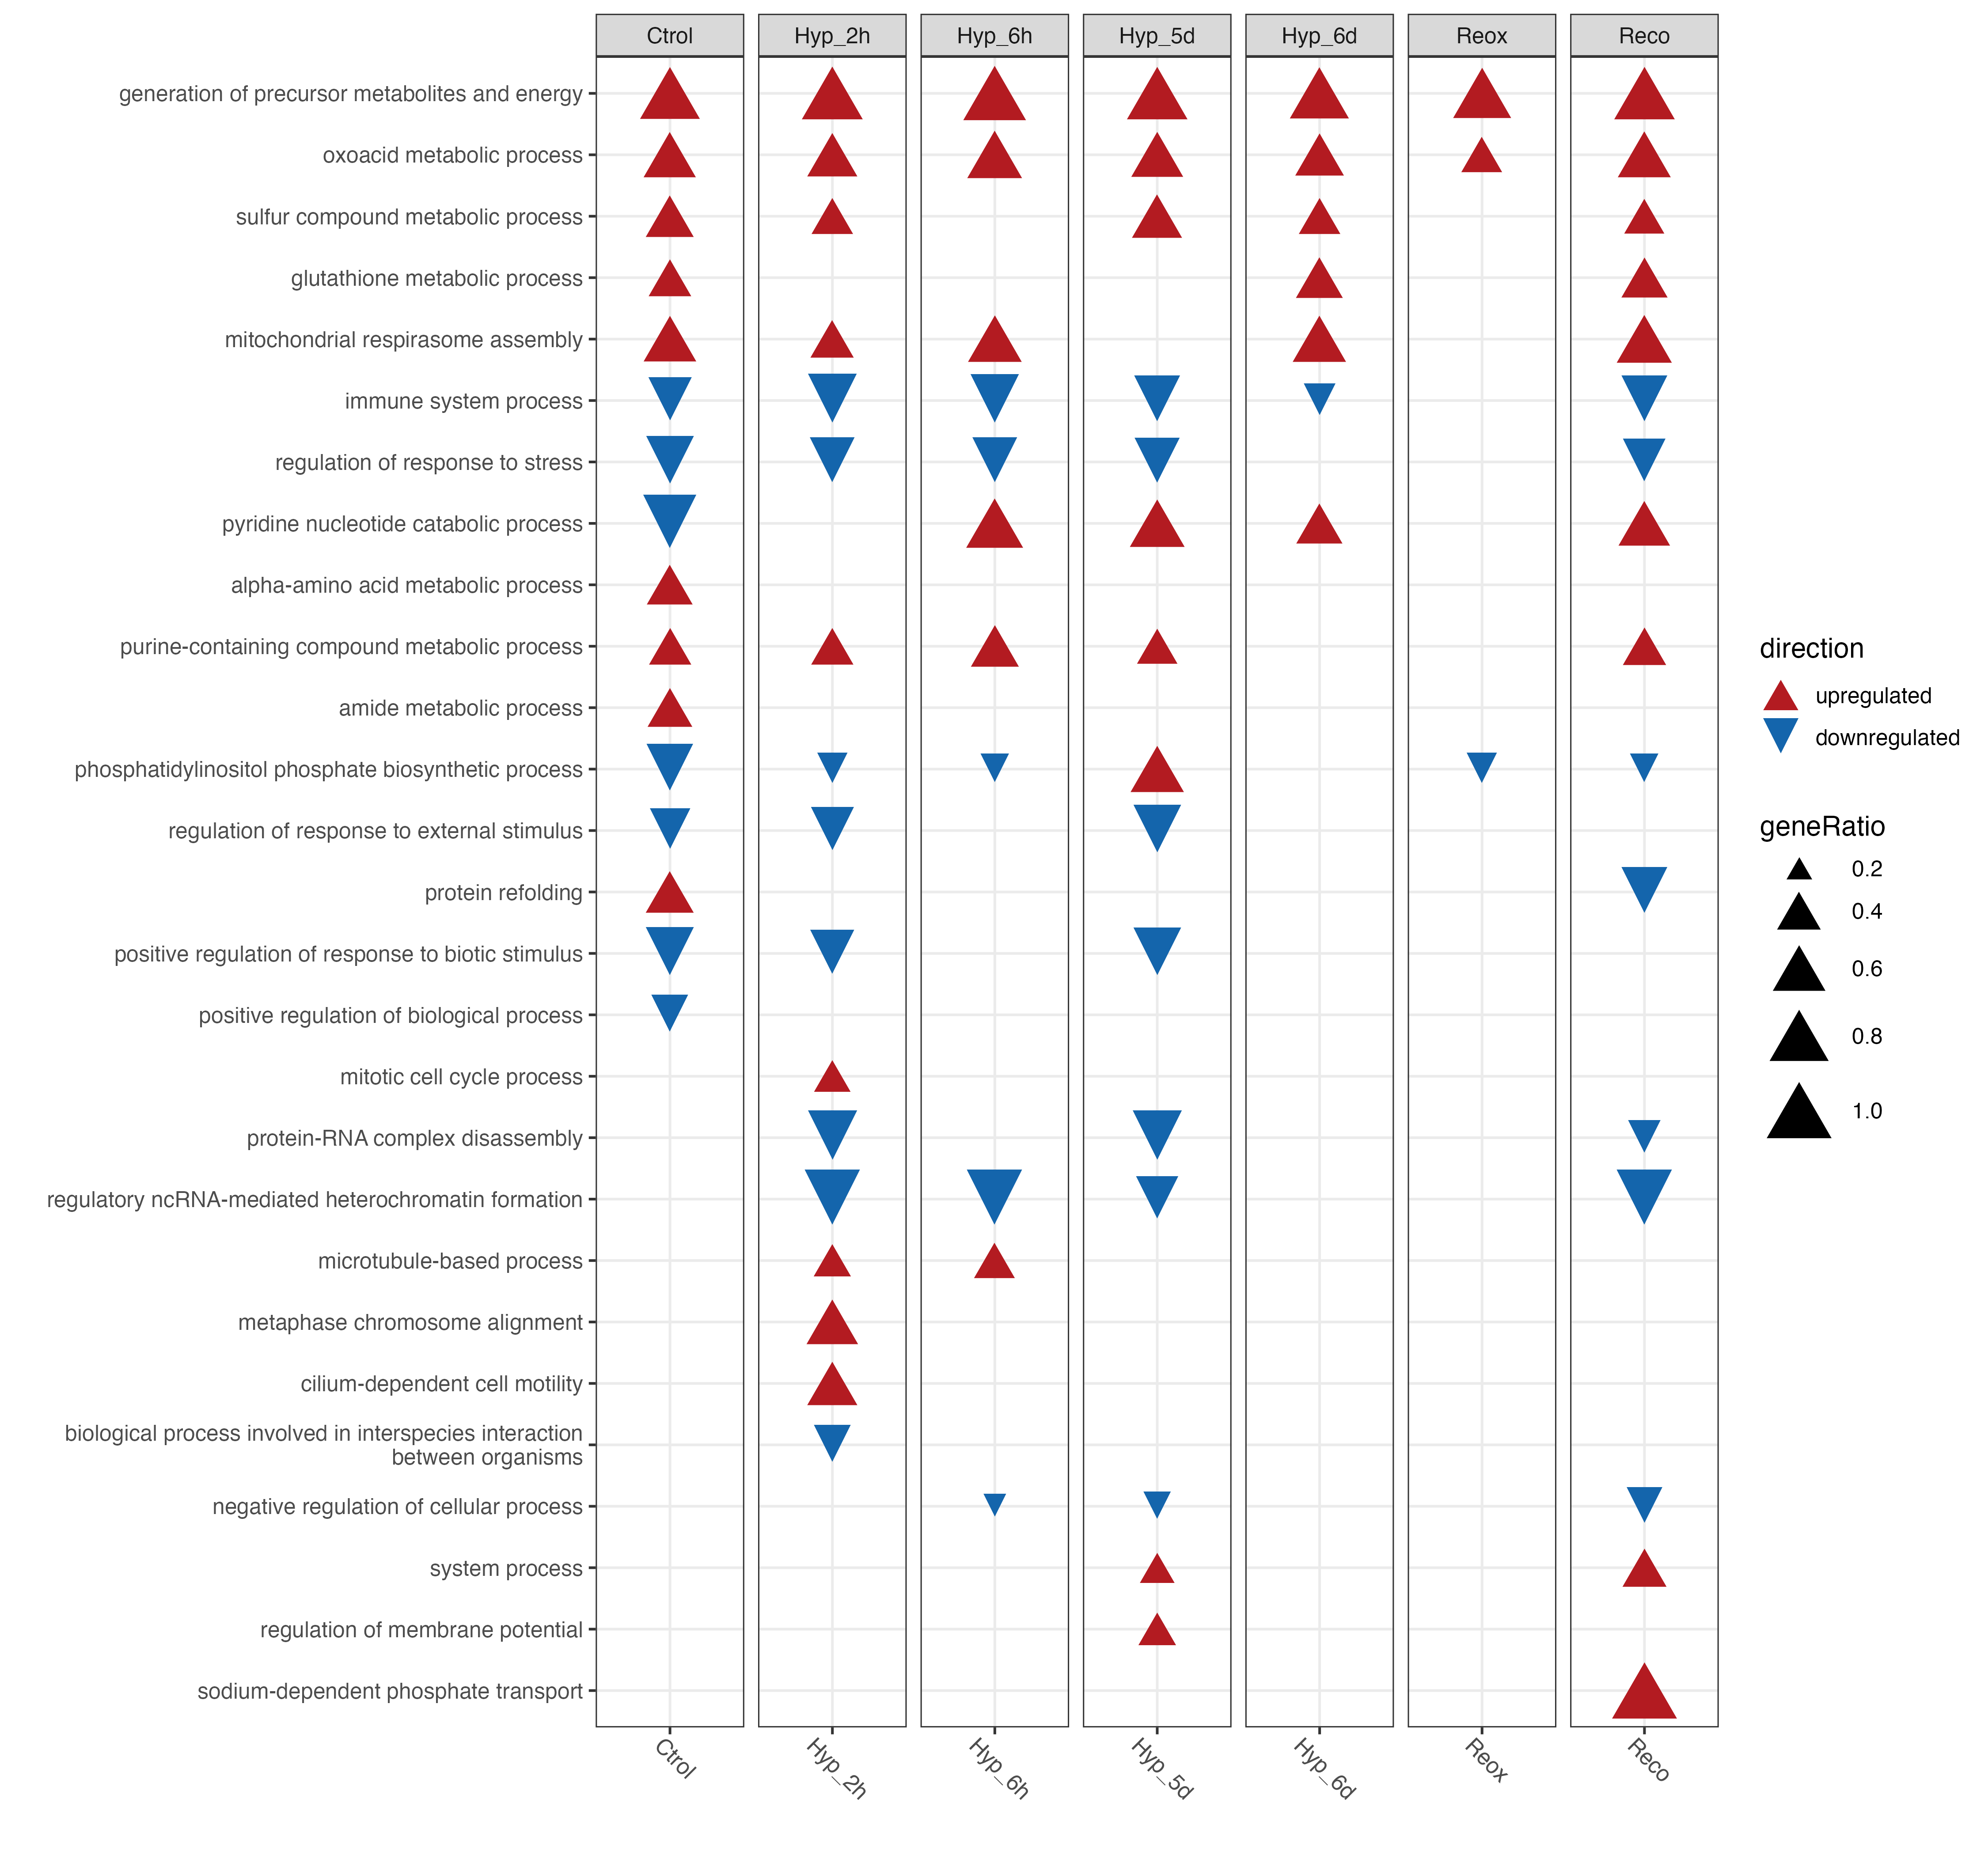 Ctrol Hyp_2h Hyp_6h Hyp_5d Hyp_6d Reox Reco
generation of precursor metabolites and energy
oxoacid metabolic process
sulfur compound metabolic process
glutathione metabolic process
mitochondrial respirasome assembly
immune system process
regulation of response to stress
pyridine nucleotide catabolic process
alpha-amino acid metabolic process
purine-containing compound metabolic process
amide metabolic process
phosphatidylinositol phosphate biosynthetic process
regulation of response to external stimulus
protein refolding
positive regulation of response to biotic stimulus
positive regulation of biological process
mitotic cell cycle process
protein-RNA complex disassembly
regulatory ncRNA-mediated heterochromatin formation
microtubule-based process
metaphase chromosome alignment
cilium-dependent cell motility
biological process involved in interspecies interaction
between organisms
negative regulation of cellular process
system process
regulation of membrane potential
sodium-dependent phosphate transport
Ctrol Hyp_2h Hyp_6h Hyp_5d Hyp_6d Reox Reco
direction
upregulated
downregulated
geneRatio
0.2
0.4
0.6
0.8
1.0